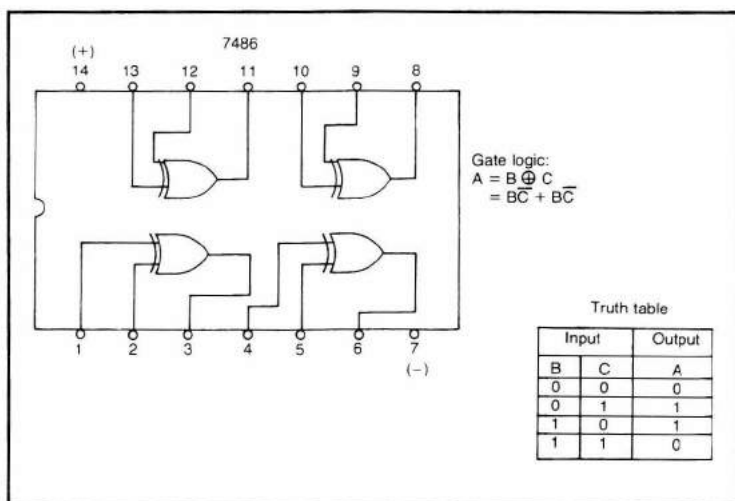 7486
(+)
14 13 12 11 10 9 8
Gate logic:
A = B ⊕ C
= BC̅ + BC̅
1 2 3 4 5 6 7
(−)
Truth table
Input Output
B C A
0 0 0
0 1 1
1 0 1
1 1 0